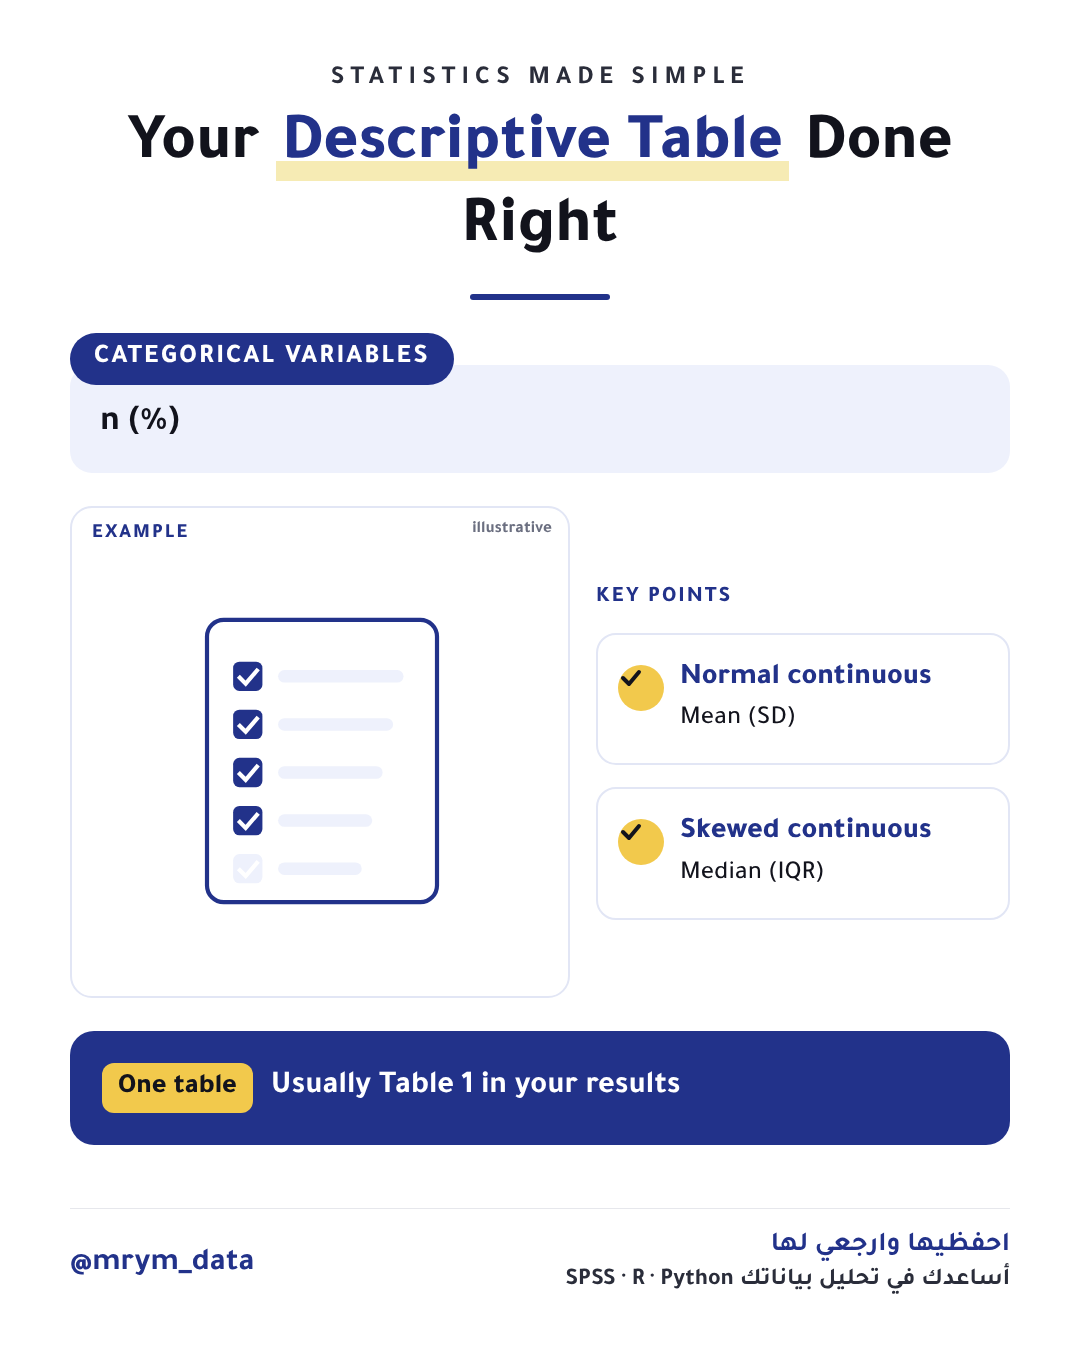 STATISTICS MADE SIMPLE
Your Descriptive Table Done
Right
CATEGORICAL VARIABLES
n (%)
EXAMPLE
illustrative
KEY POINTS
Normal continuous
Mean (SD)
Skewed continuous
Median (IQR)
One table
Usually Table 1 in your results
@mrym_data
احفظيها وارجعي لها
أساعدك في تحليل بياناتك SPSS · R · Python